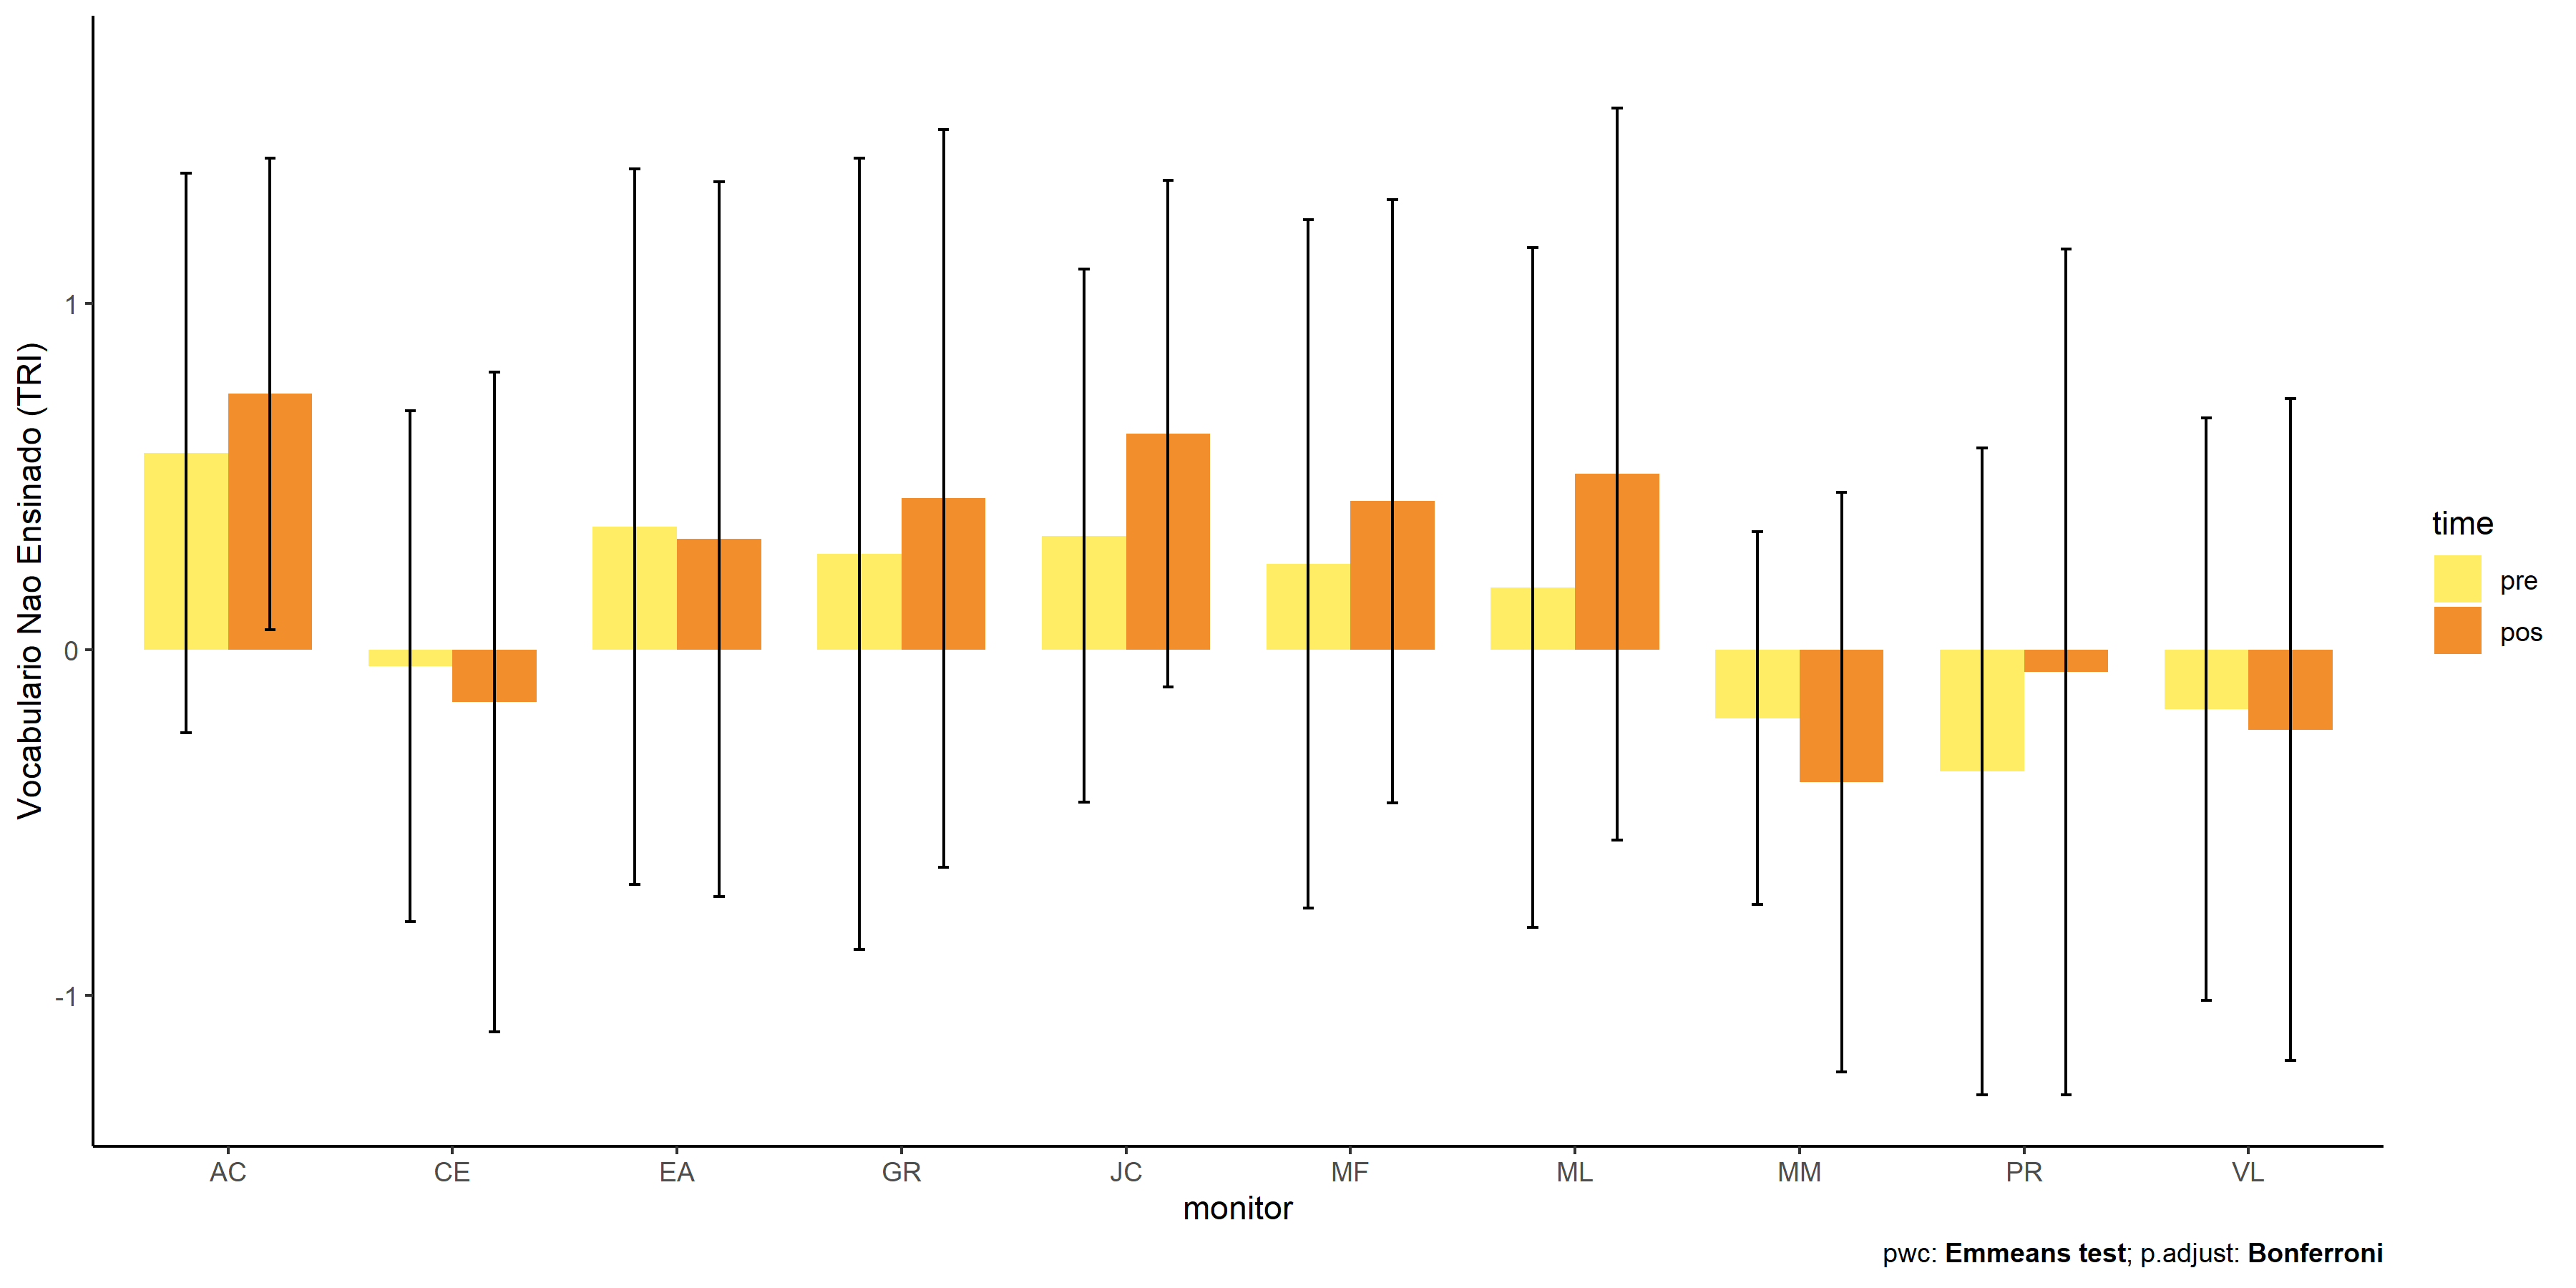 Vocabulario Nao Ensinado (TRI)
1
0
-1
AC CE EA GR JC MF ML MM PR VL
monitor
time
pre
pos
pwc: Emmeans test; p.adjust: Bonferroni